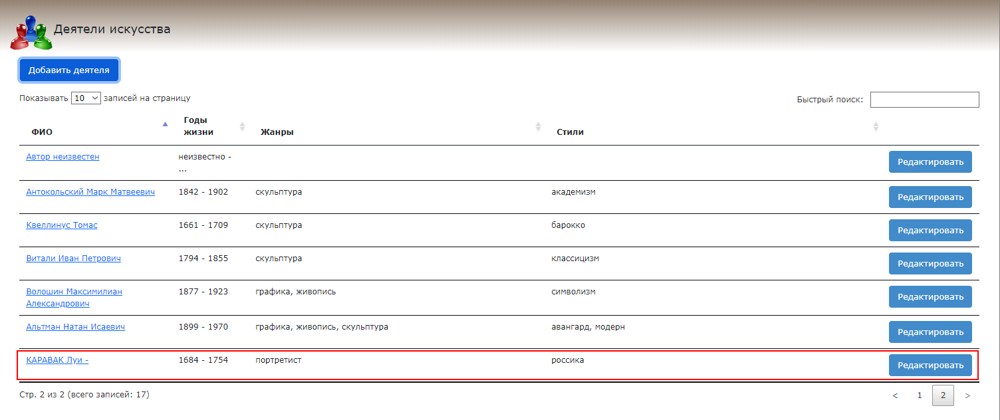 Деятели искусства
Добавить деятеля
Показывать 10 записей на страницу
Быстрый поиск:
ФИО Годы жизни Жанры Стили
Автор неизвестен неизвестно - ... Редактировать
Антокольский Марк Матвеевич 1842 - 1902 скульптура академизм Редактировать
Квеллинус Томас 1661 - 1709 скульптура барокко Редактировать
Витали Иван Петрович 1794 - 1855 скульптура классицизм Редактировать
Волошин Максимилиан Александрович 1877 - 1923 графика, живопись символизм Редактировать
Альтман Натан Исаевич 1899 - 1970 графика, живопись, скульптура авангард, модерн Редактировать
КАРАВАК Луи - 1684 - 1754 портретист россика Редактировать
Стр. 2 из 2 (всего записей: 17) < 1 2 >